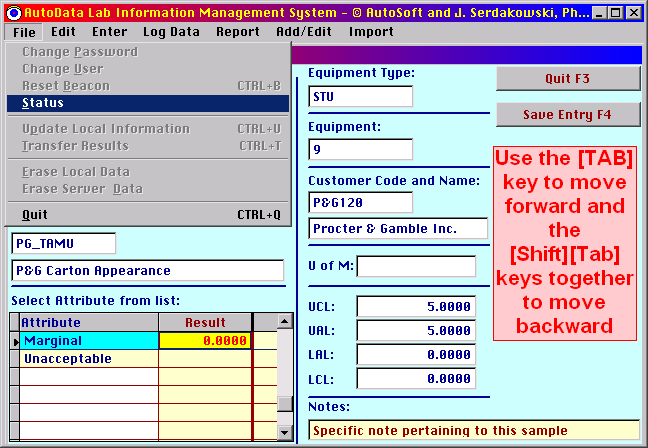 AutoData Lab Information Management System - © AutoSoft and J. Serdakowski, Ph...
File Edit Enter Log Data Report Add/Edit Import
Change Password
Change User
Reset Beacon CTRL+B
Status
Update Local Information CTRL+U
Transfer Results CTRL+T
Erase Local Data
Erase Server Data
Quit CTRL+Q
PG_TAMU
P&G Carton Appearance
Select Attribute from list:
Attribute Result
Marginal 0.0000
Unacceptable
Equipment Type:
STU
Equipment:
9
Customer Code and Name:
P&G120
Procter & Gamble Inc.
U of M:
UCL: 5.0000
UAL: 5.0000
LAL: 0.0000
LCL: 0.0000
Notes:
Specific note pertaining to this sample
Quit F3
Save Entry F4
Use the [TAB]
key to move
forward and
the
[Shift][Tab]
keys together
to move
backward